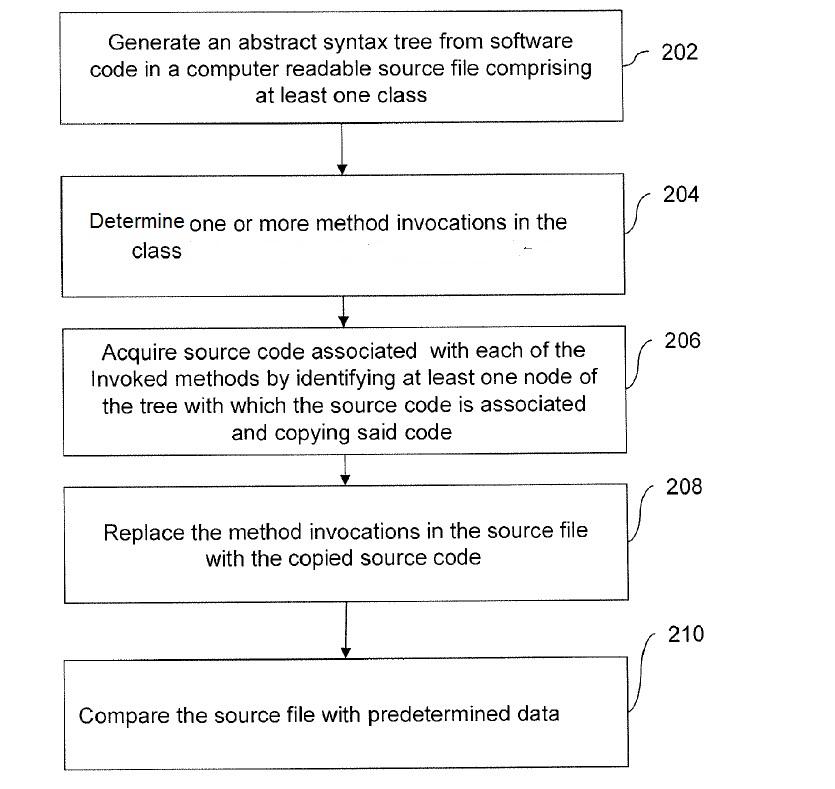 Generate an abstract syntax tree from software
code in a computer readable source file comprising
at least one class
202
Determine one or more method invocations in the
class
204
Acquire source code associated with each of the
Invoked methods by identifying at least one node of
the tree with which the source code is associated
and copying said code
206
Replace the method invocations in the source file
with the copied source code
208
Compare the source file with predetermined data
210